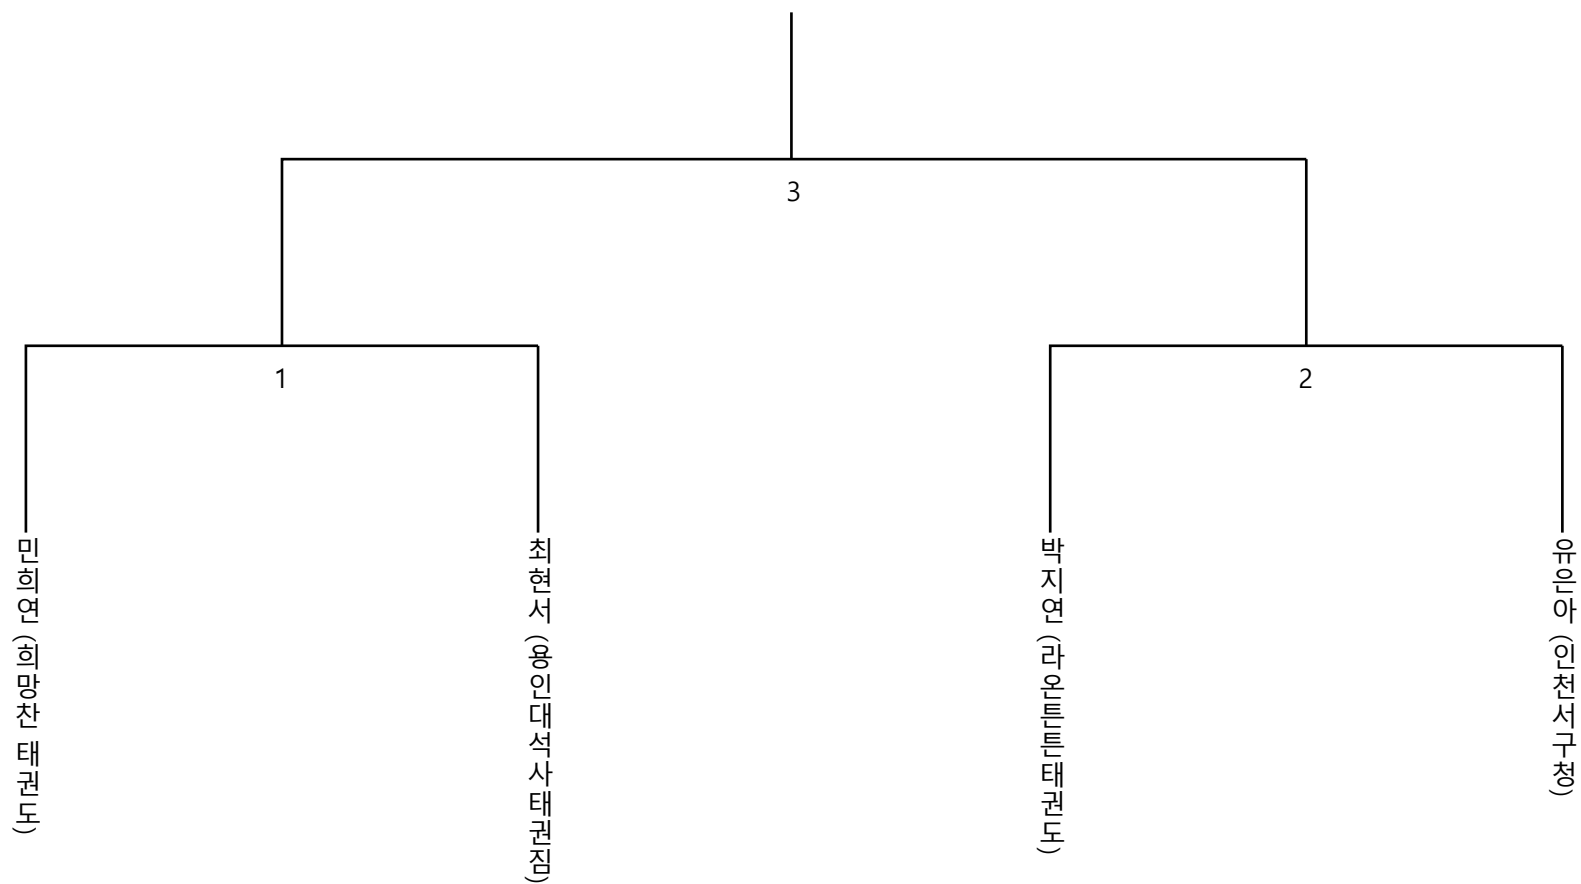 3
1
2
민희연 (희망찬 태권도)
최현서 (용인대석사태권짐)
박지연 (라온튼튼태권도)
유은아 (인천서구청)